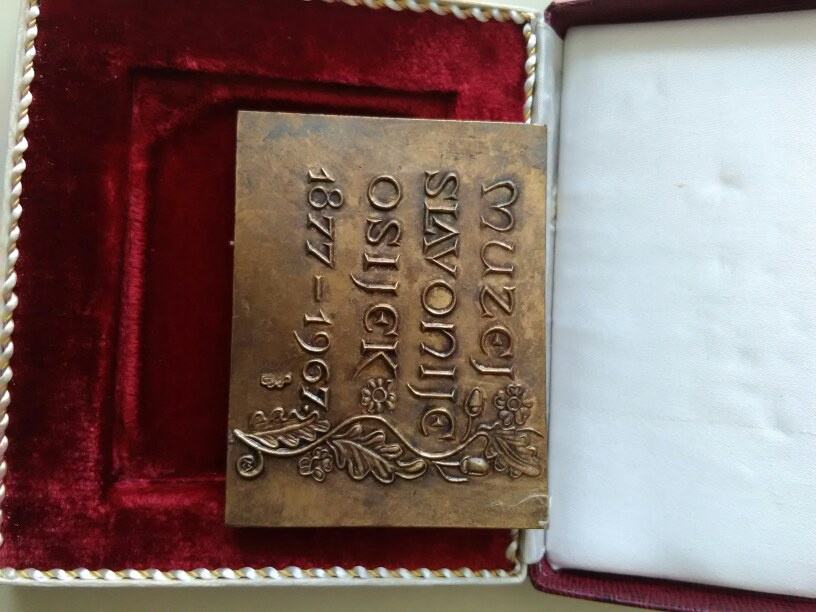 MUZEJ
SLAVONIJE
OSIJEK
1877-1967.